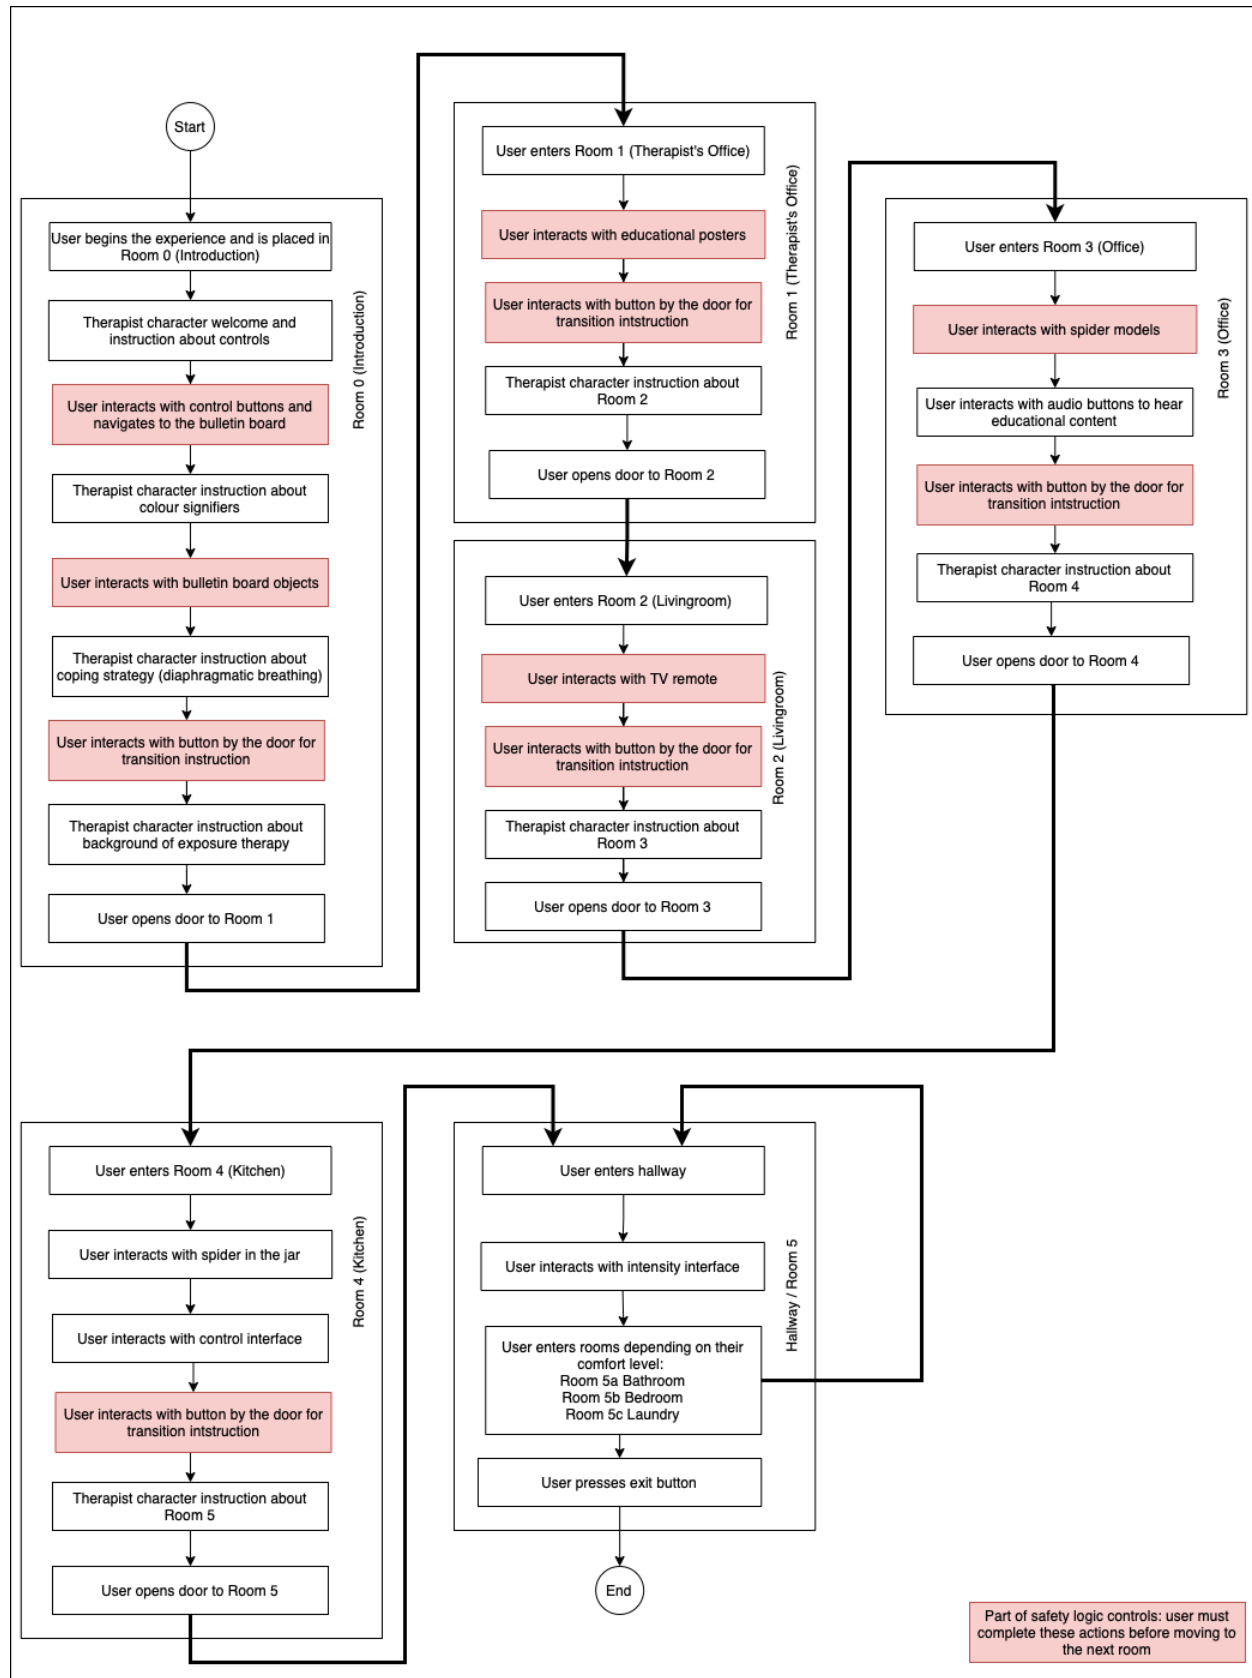 Start
User begins the experience and is placed in
Room 0 (Introduction)
Therapist character welcome and
instruction about controls
User interacts with control buttons and
navigates to the bulletin board
Therapist character instruction about
colour signifiers
User interacts with bulletin board objects
Therapist character instruction about
coping strategy (diaphragmatic breathing)
User interacts with button by the door for
transition instruction
Therapist character instruction about
background of exposure therapy
User opens door to Room 1
Room 0 (Introduction)
User enters Room 1 (Therapist's Office)
User interacts with educational posters
User interacts with button by the door for
transition intstruction
Therapist character instruction about
Room 2
User opens door to Room 2
Room 1 (Therapist's Office)
User enters Room 2 (Livingroom)
User interacts with TV remote
User interacts with button by the door for
transition intstruction
Therapist character instruction about
Room 3
User opens door to Room 3
Room 2 (Livingroom)
User enters Room 3 (Office)
User interacts with spider models
User interacts with audio buttons to hear
educational content
User interacts with button by the door for
transition intstruction
Therapist character instruction about
Room 4
User opens door to Room 4
Room 3 (Office)
User enters Room 4 (Kitchen)
User interacts with spider in the jar
User interacts with control interface
User interacts with button by the door for
transition intstruction
Therapist character instruction about
Room 5
User opens door to Room 5
Room 4 (Kitchen)
User enters hallway
User interacts with intensity interface
User enters rooms depending on their
comfort level:
Room 5a Bathroom
Room 5b Bedroom
Room 5c Laundry
User presses exit button
Hallway / Room 5
End
Part of safety logic controls: user must
complete these actions before moving to
the next room